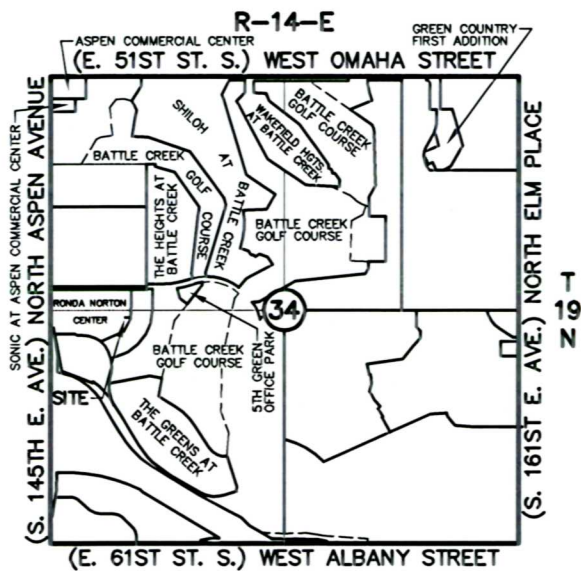 R-14-E
ASPEN COMMERCIAL CENTER
GREEN COUNTRY
FIRST ADDITION
(E. 51ST ST. S.) WEST OMAHA STREET
SONIC AT ASPEN COMMERCIAL CENTER
(S. 145TH E. AVE.) NORTH ASPEN AVENUE
SHILOH AT BATTLE CREEK
WAKEFIELD HGTS
AT BATTLE CREEK
BATTLE CREEK
GOLF COURSE
BATTLE CREEK GOLF COURSE
THE HEIGHTS AT
BATTLE CREEK
BATTLE CREEK
GOLF COURSE
(S. 161ST E. AVE.) NORTH ELM PLACE
T
19
N
RONDA NORTON
CENTER
34
BATTLE CREEK
GOLF COURSE
5TH GREEN
OFFICE PARK
SITE
THE GREENS AT
BATTLE CREEK
(E. 61ST ST. S.) WEST ALBANY STREET